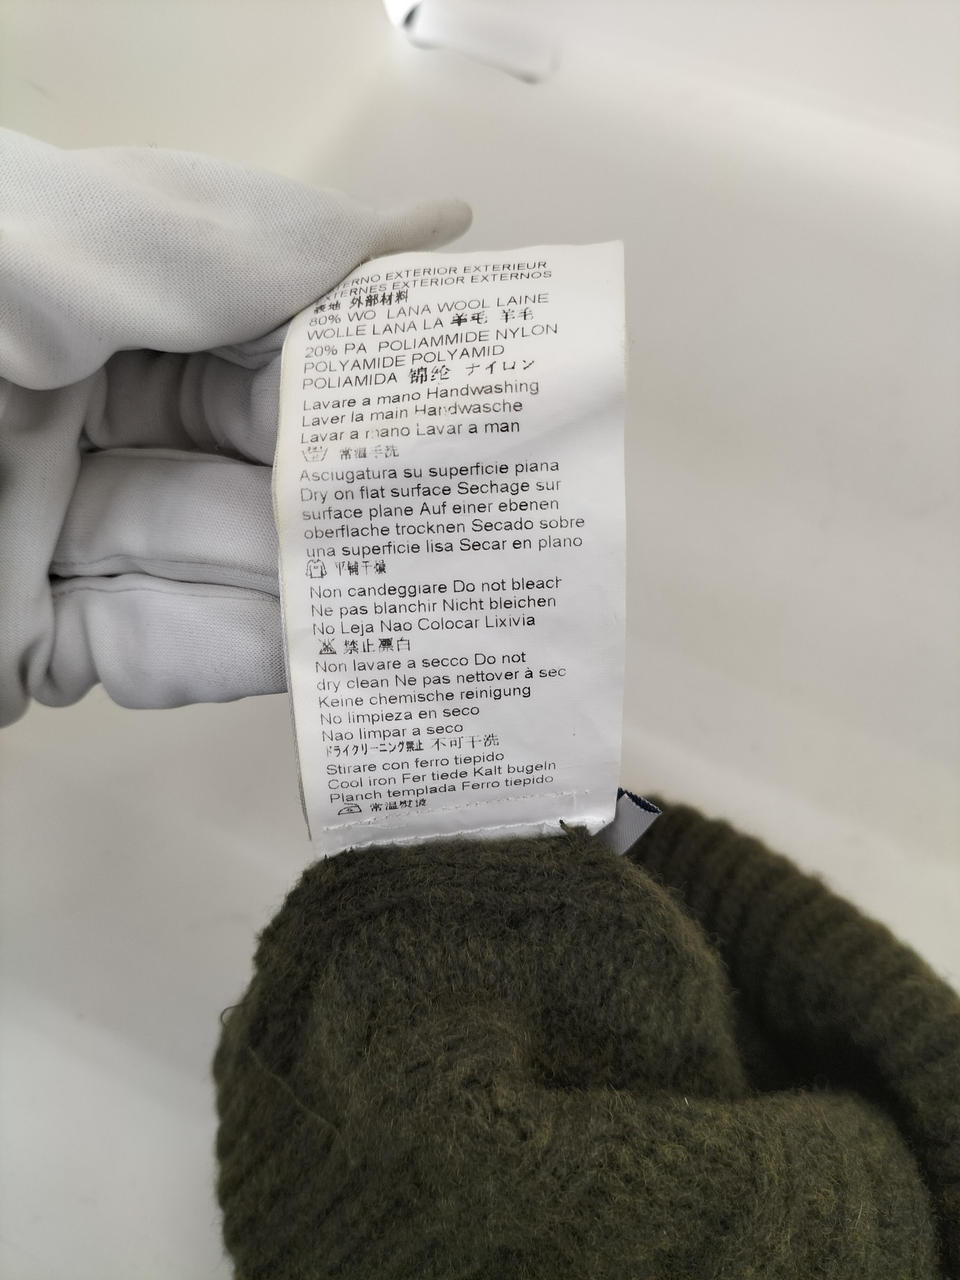 ERNO EXTERIOR EXTERIEUR
EXTERNES EXTERIOR EXTERNOS
表地 外部材料
80% WO LANA WOOL LAINE
WOLLE LANA LA 羊毛 羊毛
20% PA POLIAMMIDE NYLON
POLYAMIDE POLYAMID
POLIAMIDA 锦纶 ナイロン
Lavare a mano Handwashing
Laver la main Handwasche
Lavar a mano Lavar a man
常温手洗
Asciugatura su superficie piana
Dry on flat surface Sechage sur
surface plane Auf einer ebenen
oberflache trocknen Secado sobre
una superficie lisa Secar en plano
平铺干燥
Non candeggiare Do not bleach
Ne pas blanchir Nicht bleichen
No Leja Nao Colocar Lixivia
禁止漂白
Non lavare a secco Do not
dry clean Ne pas nettover à sec
Keine chemische reinigung
No limpieza en seco
Nao limpar a seco
ドライクリーニング禁止 不可干洗
Stirare con ferro tiepido
Cool iron Fer tiede Kalt bugeln
Planch templada Ferro tiepido
常温熨烫